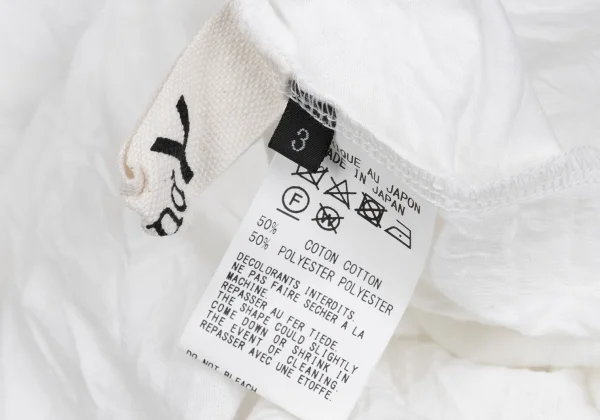 3
QUE AU JAPON
MADE IN JAPAN
F
W
50% COTON COTTON
50% POLYESTER POLYESTER
DECOLORANTS INTERDITS.
NE PAS FAIRE SECHER A LA
MACHINE.
REPASSER AU FER TIEDE.
THE SHAPE COULD SLIGHTLY
COME DOWN OR SHRINK IN
THE EVENT OF CLEANING.
REPASSER AVEC UNE ETOFFE.
DO NOT BLEACH